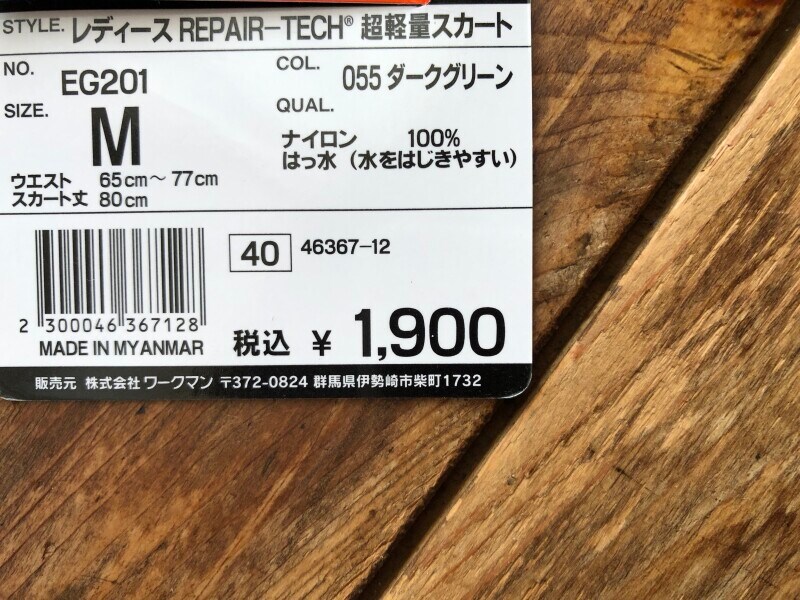 STYLE. レディース REPAIR-TECH® 超軽量スカート
NO. EG201
COL. 055 ダークグリーン
SIZE. M
QUAL.
ナイロン 100%
はっ水（水をはじきやすい）
ウエスト 65cm～77cm
スカート丈 80cm
40 46367-12
2 300046 367128
MADE IN MYANMAR
税込 ¥ 1,900
販売元 株式会社 ワークマン 〒372-0824 群馬県伊勢崎市柴町1732